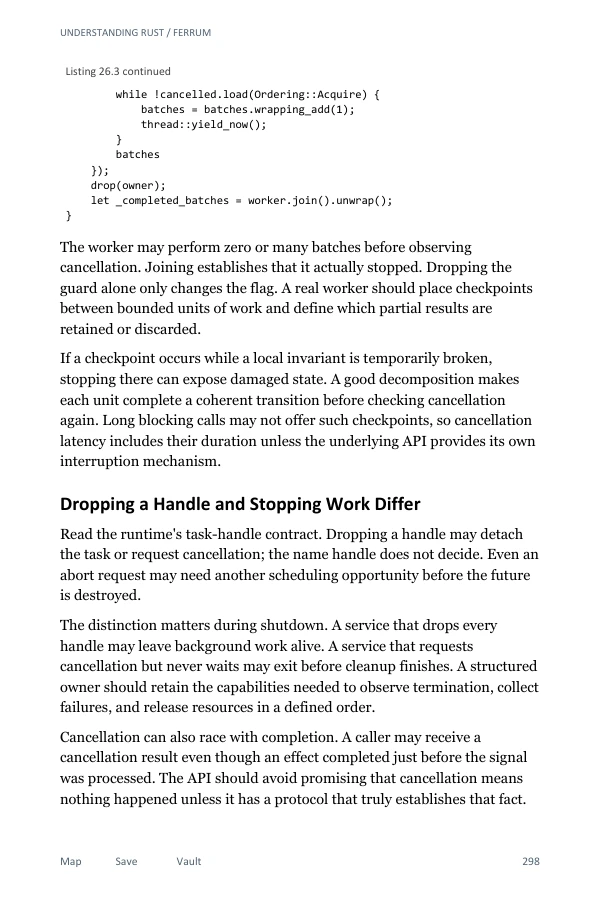 UNDERSTANDING RUST / FERRUM
Listing 26.3 continued
        while !cancelled.load(Ordering::Acquire) {
            batches = batches.wrapping_add(1);
            thread::yield_now();
        }
        batches
    });
    drop(owner);
    let _completed_batches = worker.join().unwrap();
}
The worker may perform zero or many batches before observing
cancellation. Joining establishes that it actually stopped. Dropping the
guard alone only changes the flag. A real worker should place checkpoints
between bounded units of work and define which partial results are
retained or discarded.
If a checkpoint occurs while a local invariant is temporarily broken,
stopping there can expose damaged state. A good decomposition makes
each unit complete a coherent transition before checking cancellation
again. Long blocking calls may not offer such checkpoints, so cancellation
latency includes their duration unless the underlying API provides its own
interruption mechanism.
Dropping a Handle and Stopping Work Differ
Read the runtime's task-handle contract. Dropping a handle may detach
the task or request cancellation; the name handle does not decide. Even an
abort request may need another scheduling opportunity before the future
is destroyed.
The distinction matters during shutdown. A service that drops every
handle may leave background work alive. A service that requests
cancellation but never waits may exit before cleanup finishes. A structured
owner should retain the capabilities needed to observe termination, collect
failures, and release resources in a defined order.
Cancellation can also race with completion. A caller may receive a
cancellation result even though an effect completed just before the signal
was processed. The API should avoid promising that cancellation means
nothing happened unless it has a protocol that truly establishes that fact.
Map Save Vault 298